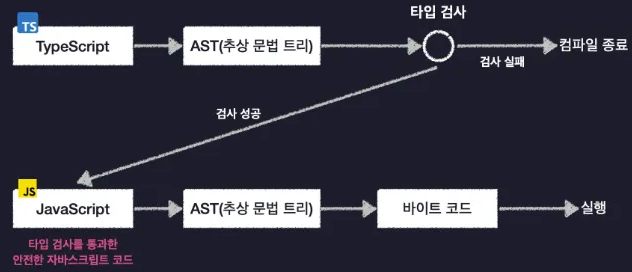 타입 검사
TS
TypeScript
AST(추상 문법 트리)
컴파일 종료
검사 실패
검사 성공
JS
JavaScript
AST(추상 문법 트리)
바이트 코드
실행
타입 검사를 통과한
안전한 자바스크립트 코드